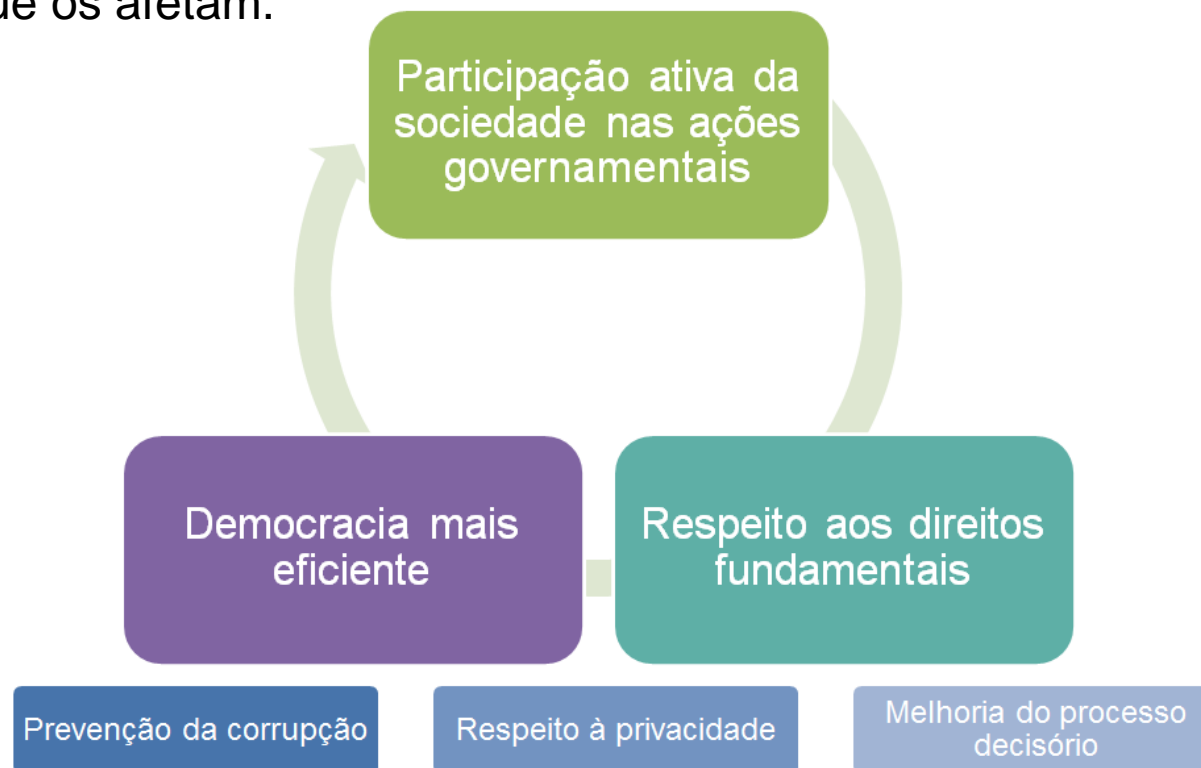 ue os afetam.
Participação ativa da
sociedade nas ações
governamentais
Democracia mais
eficiente
Respeito aos direitos
fundamentais
Prevenção da corrupção
Respeito à privacidade
Melhoria do processo
decisório